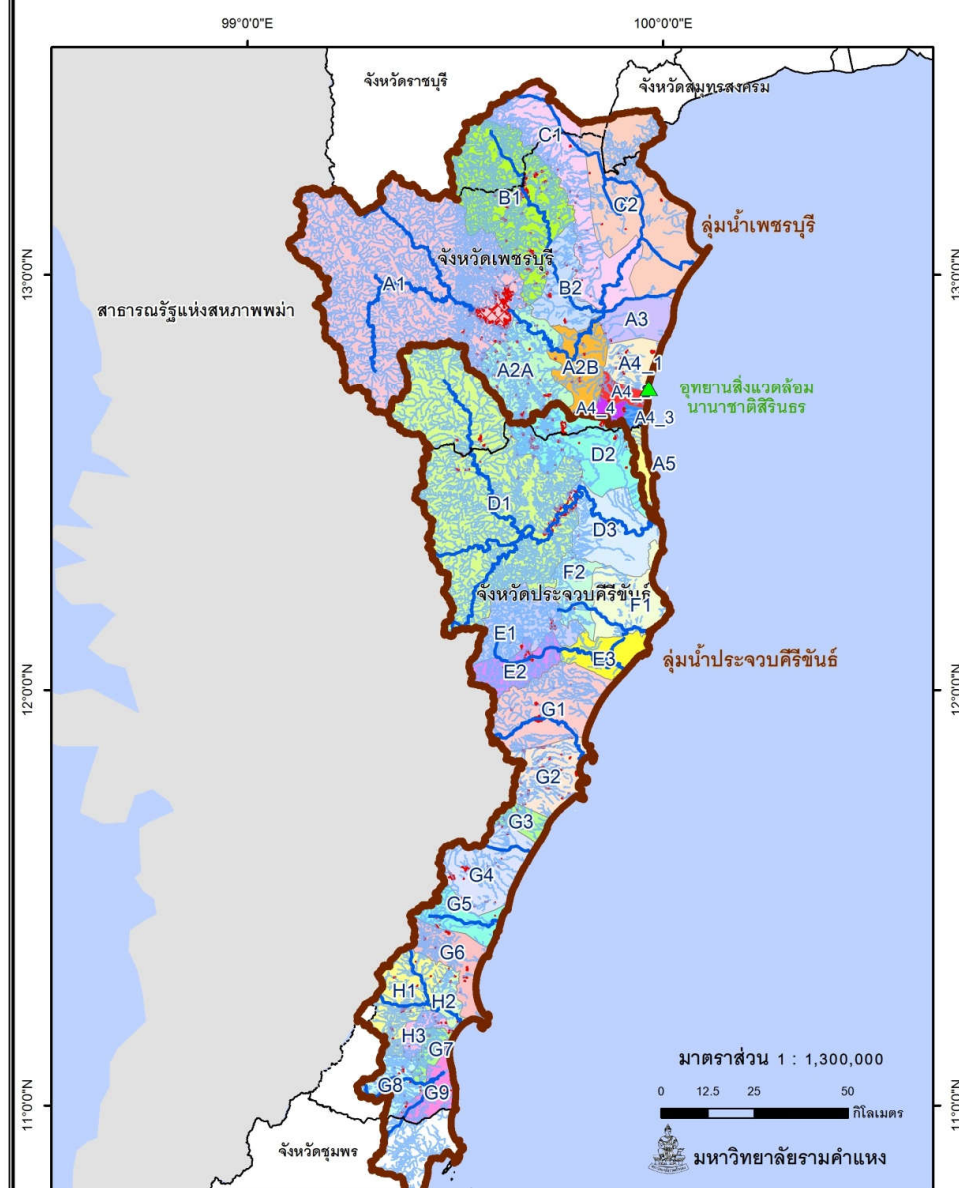 99°0'0"E
100°0'0"E
จังหวัดราชบุรี
จังหวัดสมุทรสงคราม
C1
B1
C2
ลุ่มน้ำเพชรบุรี
13°0'0"N
13°0'0"N
จังหวัดเพชรบุรี
A1
B2
สาธารณรัฐแห่งสหภาพพม่า
A3
A2A
A2B
A4_1
A4_
อุทยานสิ่งแวดล้อม
นานาชาติสิรินธร
A4_4
A4_3
D2
A5
D1
D3
F2
จังหวัดประจวบคีรีขันธ์
F1
E1
E2
E3
ลุ่มน้ำประจวบคีรีขันธ์
12°0'0"N
12°0'0"N
G1
G2
G3
G4
G5
G6
H1
H2
H3
G7
G8
G9
มาตราส่วน 1 : 1,300,000
0 12.5 25 50
กิโลเมตร
11°0'0"N
11°0'0"N
จังหวัดชุมพร
มหาวิทยาลัยรามคำแหง